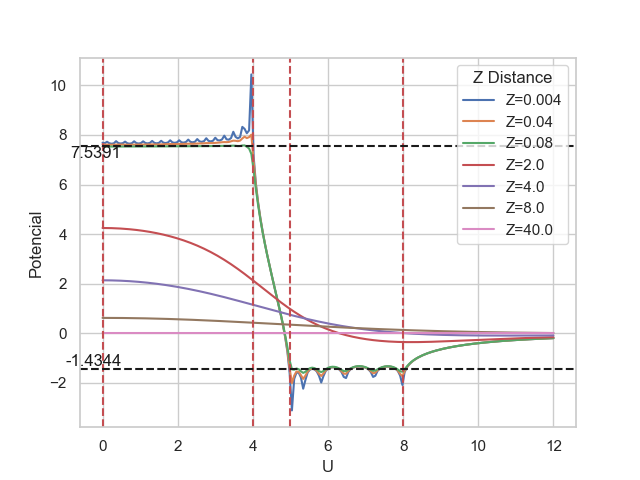 Z Distance
Z=0.004
Z=0.04
Z=0.08
Z=2.0
Z=4.0
Z=8.0
Z=40.0
10
8
6
4
2
0
−2
7.5391
-1.4344
Potencial
0
2
4
6
8
10
12
U